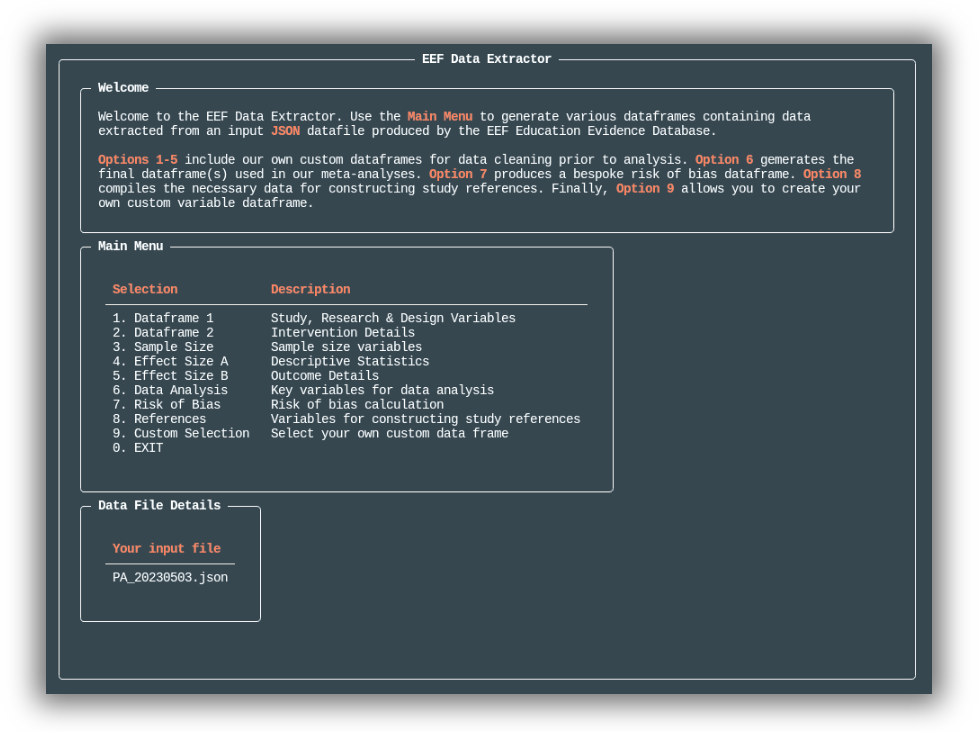 EEF Data Extractor
Welcome
Welcome to the EEF Data Extractor. Use the Main Menu to generate various dataframes containing data
extracted from an input JSON datafile produced by the EEF Education Evidence Database.
Options 1-5 include our own custom dataframes for data cleaning prior to analysis. Option 6 gemerates the
final dataframe(s) used in our meta-analyses. Option 7 produces a bespoke risk of bias dataframe. Option 8
compiles the necessary data for constructing study references. Finally, Option 9 allows you to create your
own custom variable dataframe.
Main Menu
Selection Description
1. Dataframe 1 Study, Research & Design Variables
2. Dataframe 2 Intervention Details
3. Sample Size Sample size variables
4. Effect Size A Descriptive Statistics
5. Effect Size B Outcome Details
6. Data Analysis Key variables for data analysis
7. Risk of Bias Risk of bias calculation
8. References Variables for constructing study references
9. Custom Selection Select your own custom data frame
0. EXIT
Data File Details
Your input file
PA_20230503.json